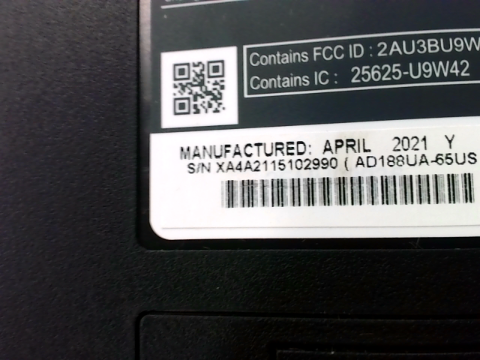 Contains FCC ID : 2AU3BU9W
Contains IC : 25625-U9W42
MANUFACTURED: APRIL 2021 Y
S/N XA4A2115102990 ( AD188UA-65US